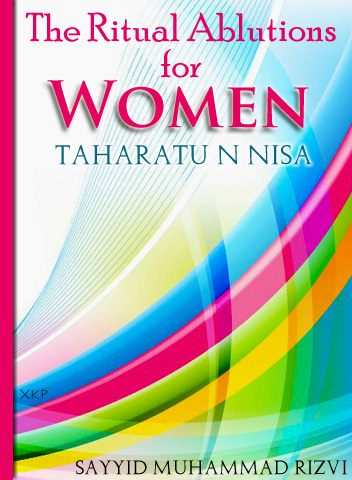 The Ritual Ablutions
for
WOMEN
TAHARATU N NISA
XKP
SAYYID MUHAMMAD RIZVI